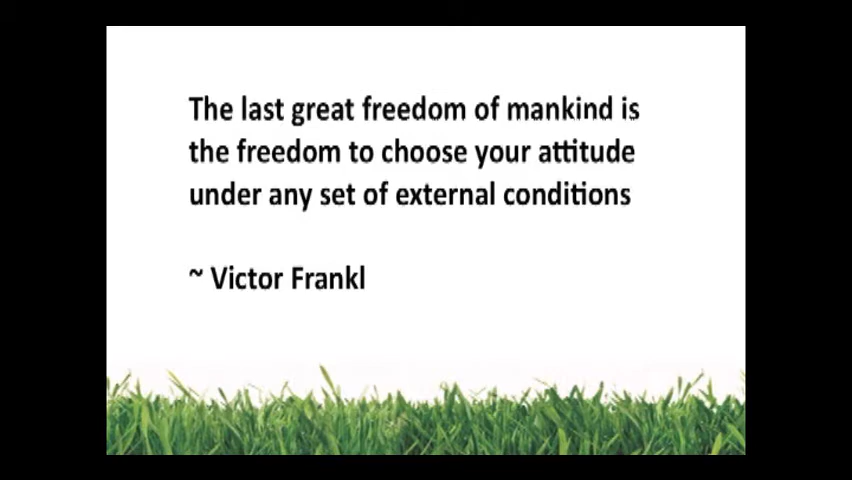 The last great freedom of mankind is
the freedom to choose your attitude
under any set of external conditions
~ Victor Frankl